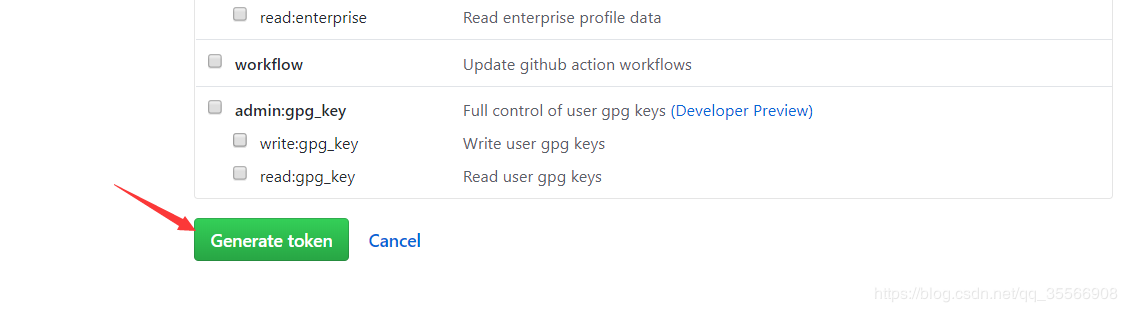 read:enterprise Read enterprise profile data
workflow Update github action workflows
admin:gpg_key Full control of user gpg keys (Developer Preview)
write:gpg_key Write user gpg keys
read:gpg_key Read user gpg keys
Generate token Cancel
https://blog.csdn.net/qq_35566908